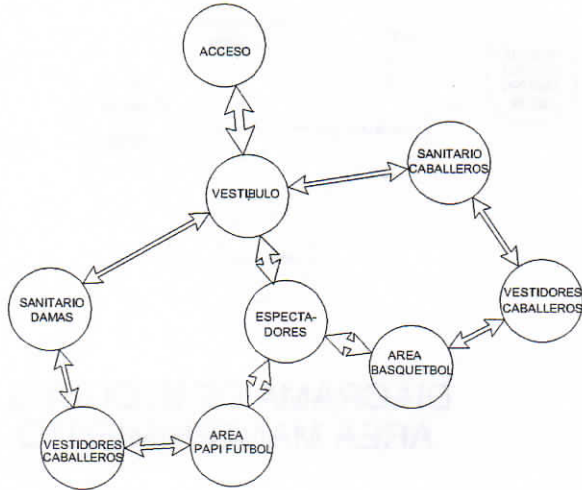 ACCESO
SANITARIO
CABALLEROS
VESTIBULO
SANITARIO
DAMAS
ESPECTA-
DORES
VESTIDORES
CABALLEROS
AREA
BASQUETBOL
VESTIDORES
CABALLEROS
AREA
PAPI FUTBOL